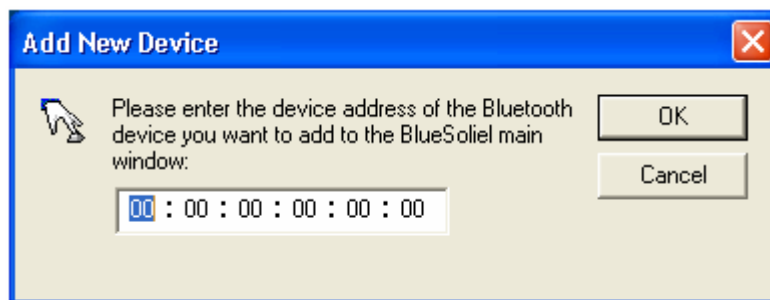 Add New Device
Please enter the device address of the Bluetooth
device you want to add to the BlueSoliel main
window:
00 : 00 : 00 : 00 : 00 : 00
OK
Cancel